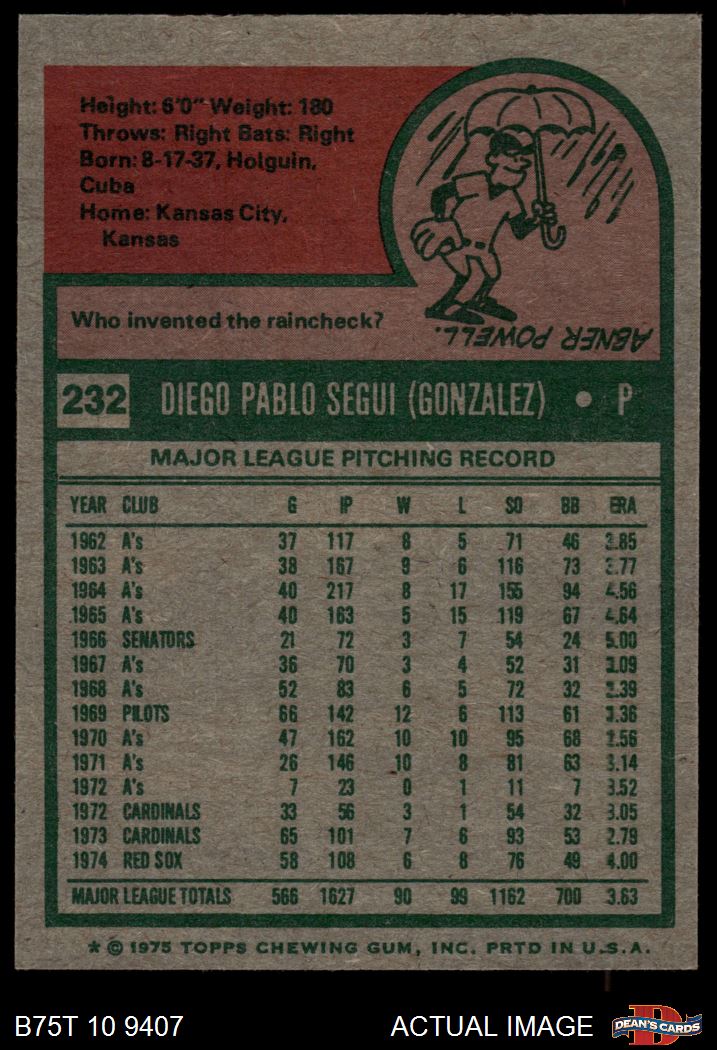 Height: 6'0" Weight: 180
Throws: Right Bats: Right
Born: 8-17-37, Holguin,
Cuba
Home: Kansas City,
Kansas
Who invented the raincheck?
ABNER POWELL.
232 DIEGO PABLO SEGUI (GONZALEZ) • P
MAJOR LEAGUE PITCHING RECORD
YEAR CLUB G IP W L SO BB ERA
1962 A's 37 117 8 5 71 46 3.85
1963 A's 38 167 9 6 116 73 3.77
1964 A's 40 217 8 17 155 94 4.56
1965 A's 40 163 5 15 119 67 4.64
1966 SENATORS 21 72 3 7 54 24 5.00
1967 A's 36 70 3 4 52 31 3.09
1968 A's 52 83 6 5 72 32 2.39
1969 PILOTS 66 142 12 6 113 61 3.36
1970 A's 47 162 10 10 95 68 2.56
1971 A's 26 146 10 8 81 63 3.14
1972 A's 7 23 0 1 11 7 3.52
1972 CARDINALS 33 56 3 1 54 32 3.05
1973 CARDINALS 65 101 7 6 93 53 2.79
1974 RED SOX 58 108 6 8 76 49 4.00
MAJOR LEAGUE TOTALS 566 1627 90 99 1162 700 3.63
* © 1975 TOPPS CHEWING GUM, INC. PRTD IN U.S.A.
B75T 10 9407 ACTUAL IMAGE DEAN'S CARDS